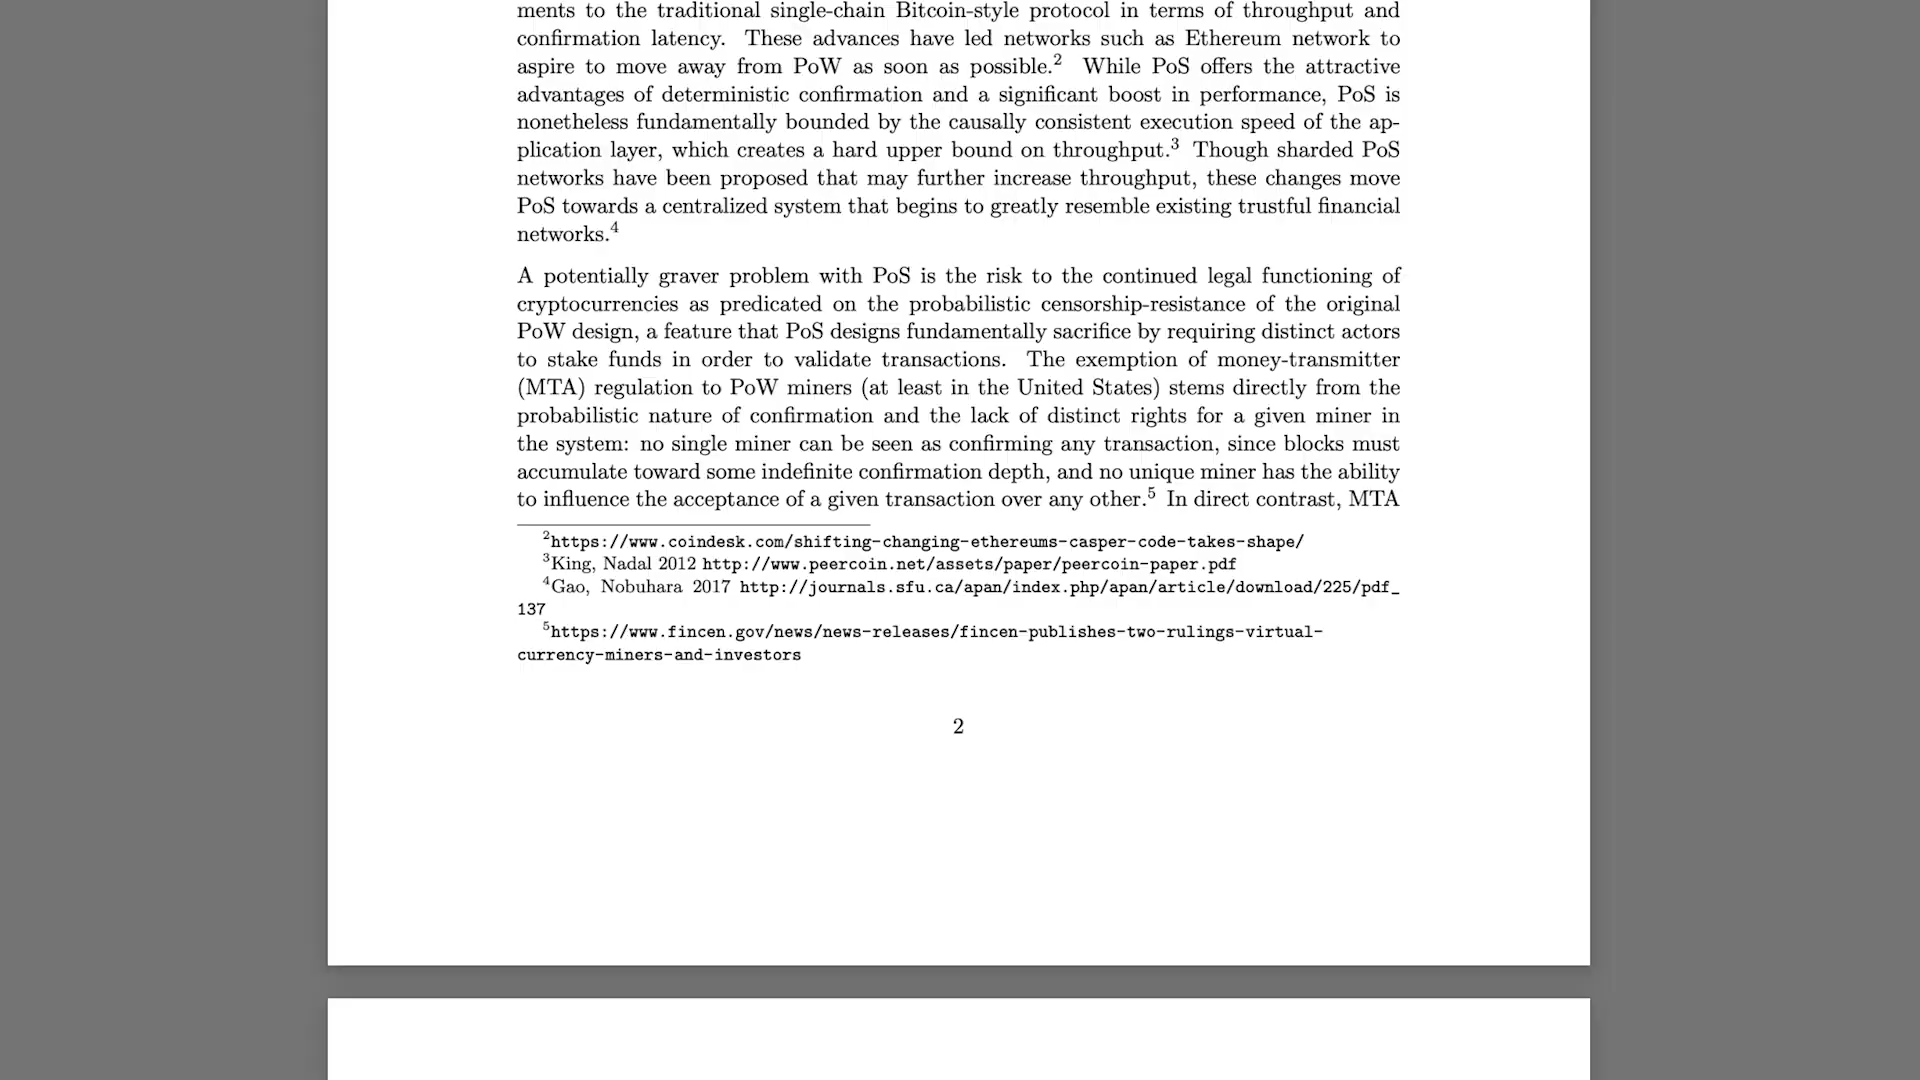 ments to the traditional single-chain Bitcoin-style protocol in terms of throughput and
confirmation latency. These advances have led networks such as Ethereum network to
aspire to move away from PoW as soon as possible.2 While PoS offers the attractive
advantages of deterministic confirmation and a significant boost in performance, PoS is
nonetheless fundamentally bounded by the causally consistent execution speed of the ap-
plication layer, which creates a hard upper bound on throughput.3 Though sharded PoS
networks have been proposed that may further increase throughput, these changes move
PoS towards a centralized system that begins to greatly resemble existing trustful financial
networks.4
A potentially graver problem with PoS is the risk to the continued legal functioning of
cryptocurrencies as predicated on the probabilistic censorship-resistance of the original
PoW design, a feature that PoS designs fundamentally sacrifice by requiring distinct actors
to stake funds in order to validate transactions. The exemption of money-transmitter
(MTA) regulation to PoW miners (at least in the United States) stems directly from the
probabilistic nature of confirmation and the lack of distinct rights for a given miner in
the system: no single miner can be seen as confirming any transaction, since blocks must
accumulate toward some indefinite confirmation depth, and no unique miner has the ability
to influence the acceptance of a given transaction over any other.5 In direct contrast, MTA
2https://www.coindesk.com/shifting-changing-ethereums-casper-code-takes-shape/
3King, Nadal 2012 http://www.peercoin.net/assets/paper/peercoin-paper.pdf
4Gao, Nobuhara 2017 http://journals.sfu.ca/apan/index.php/apan/article/download/225/pdf_
137
5https://www.fincen.gov/news/news-releases/fincen-publishes-two-rulings-virtual-
currency-miners-and-investors
2